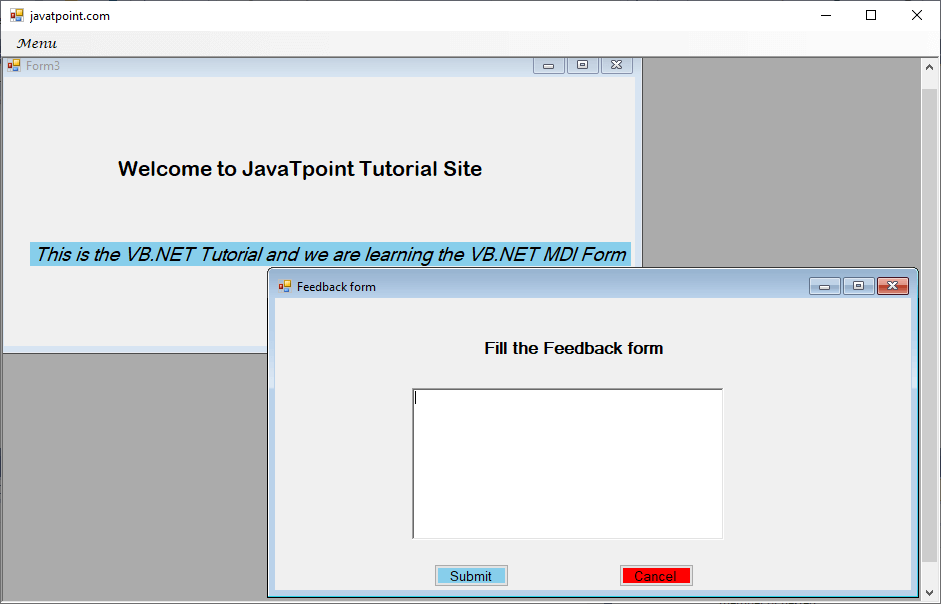 javatpoint.com
Menu
Form3
Welcome to JavaTpoint Tutorial Site
This is the VB.NET Tutorial and we are learning the VB.NET MDI Form
Feedback form
Fill the Feedback form
Submit
Cancel